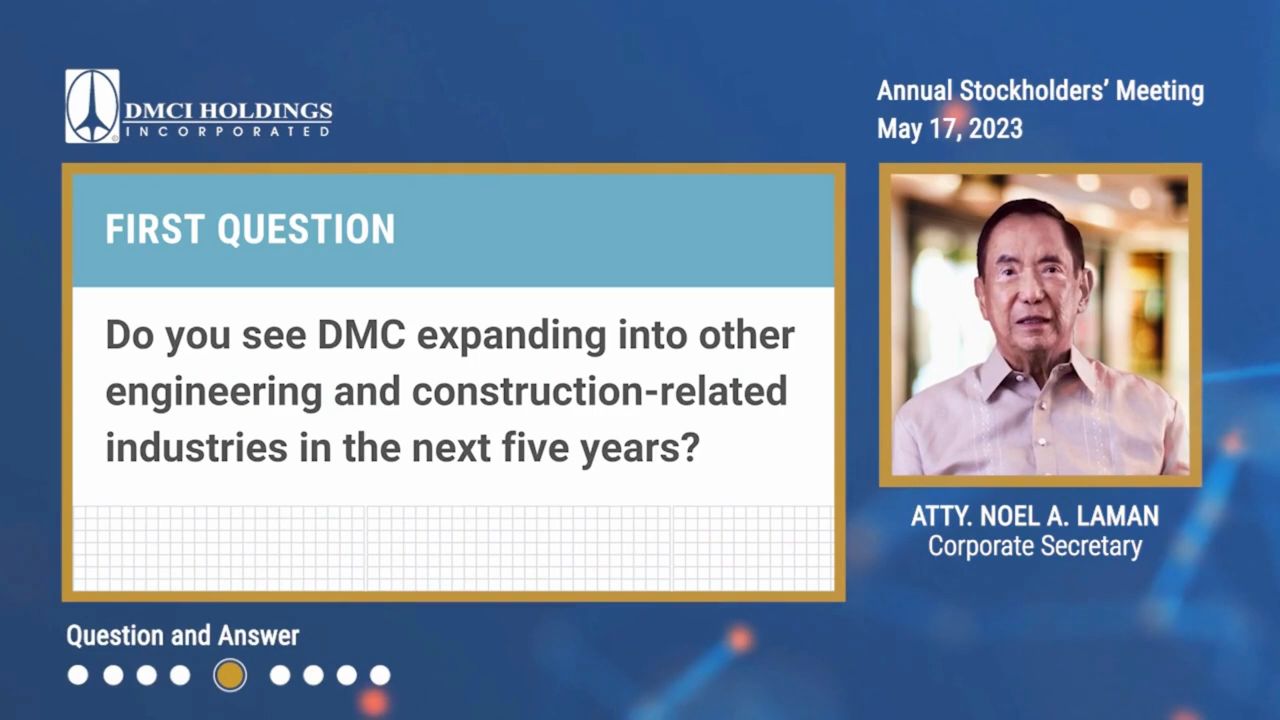 DMCI HOLDINGS
INCORPORATED
Annual Stockholders' Meeting
May 17, 2023
FIRST QUESTION
Do you see DMC expanding into other
engineering and construction-related
industries in the next five years?
ATTY. NOEL A. LAMAN
Corporate Secretary
Question and Answer